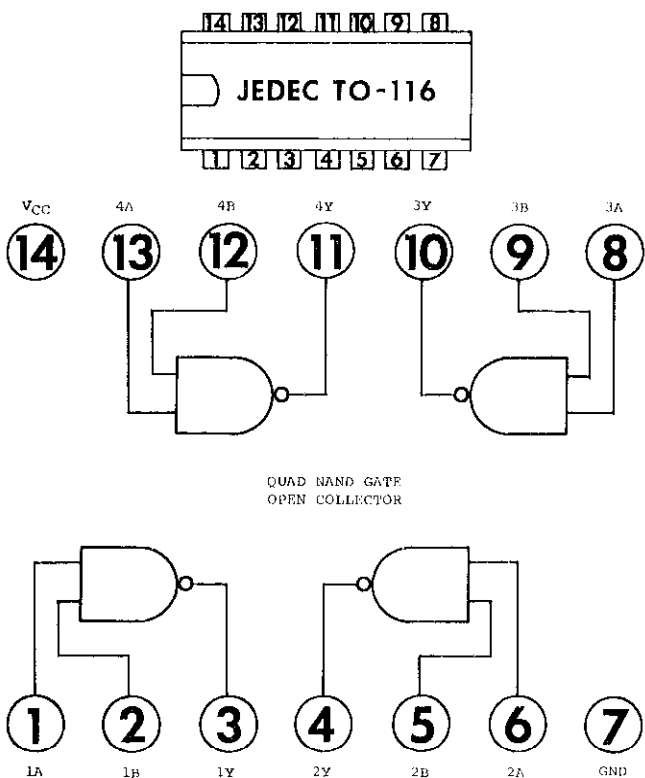 14 13 12 11 10 9 8
JEDEC TO-116
1 2 3 4 5 6 7
VCC 4A 4B 4Y 3Y 3B 3A
14 13 12 11 10 9 8
QUAD NAND GATE
OPEN COLLECTOR
1 2 3 4 5 6 7
1A 1B 1Y 2Y 2B 2A GND